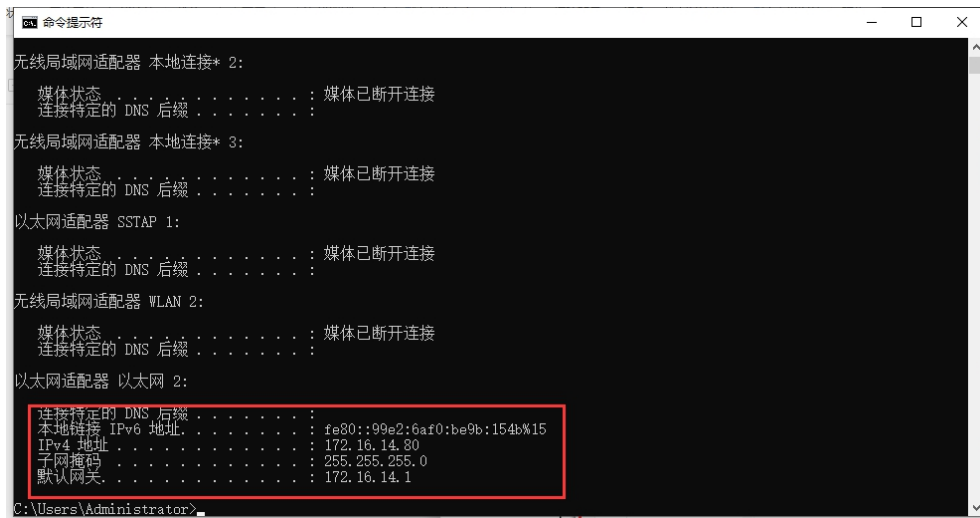 命令提示符
无线局域网适配器 本地连接* 2:
媒体状态 . . . . . . . . . . . . : 媒体已断开连接
连接特定的 DNS 后缀 . . . . . . . :
无线局域网适配器 本地连接* 3:
媒体状态 . . . . . . . . . . . . : 媒体已断开连接
连接特定的 DNS 后缀 . . . . . . . :
以太网适配器 SSTAP 1:
媒体状态 . . . . . . . . . . . . : 媒体已断开连接
连接特定的 DNS 后缀 . . . . . . . :
无线局域网适配器 WLAN 2:
媒体状态 . . . . . . . . . . . . : 媒体已断开连接
连接特定的 DNS 后缀 . . . . . . . :
以太网适配器 以太网 2:
连接特定的 DNS 后缀 . . . . . . . :
本地链接 IPv6 地址. . . . . . . . : fe80::99e2:6af0:be9b:154b%15
IPv4 地址 . . . . . . . . . . . . : 172.16.14.80
子网掩码 . . . . . . . . . . . . : 255.255.255.0
默认网关. . . . . . . . . . . . . : 172.16.14.1
C:\Users\Administrator>